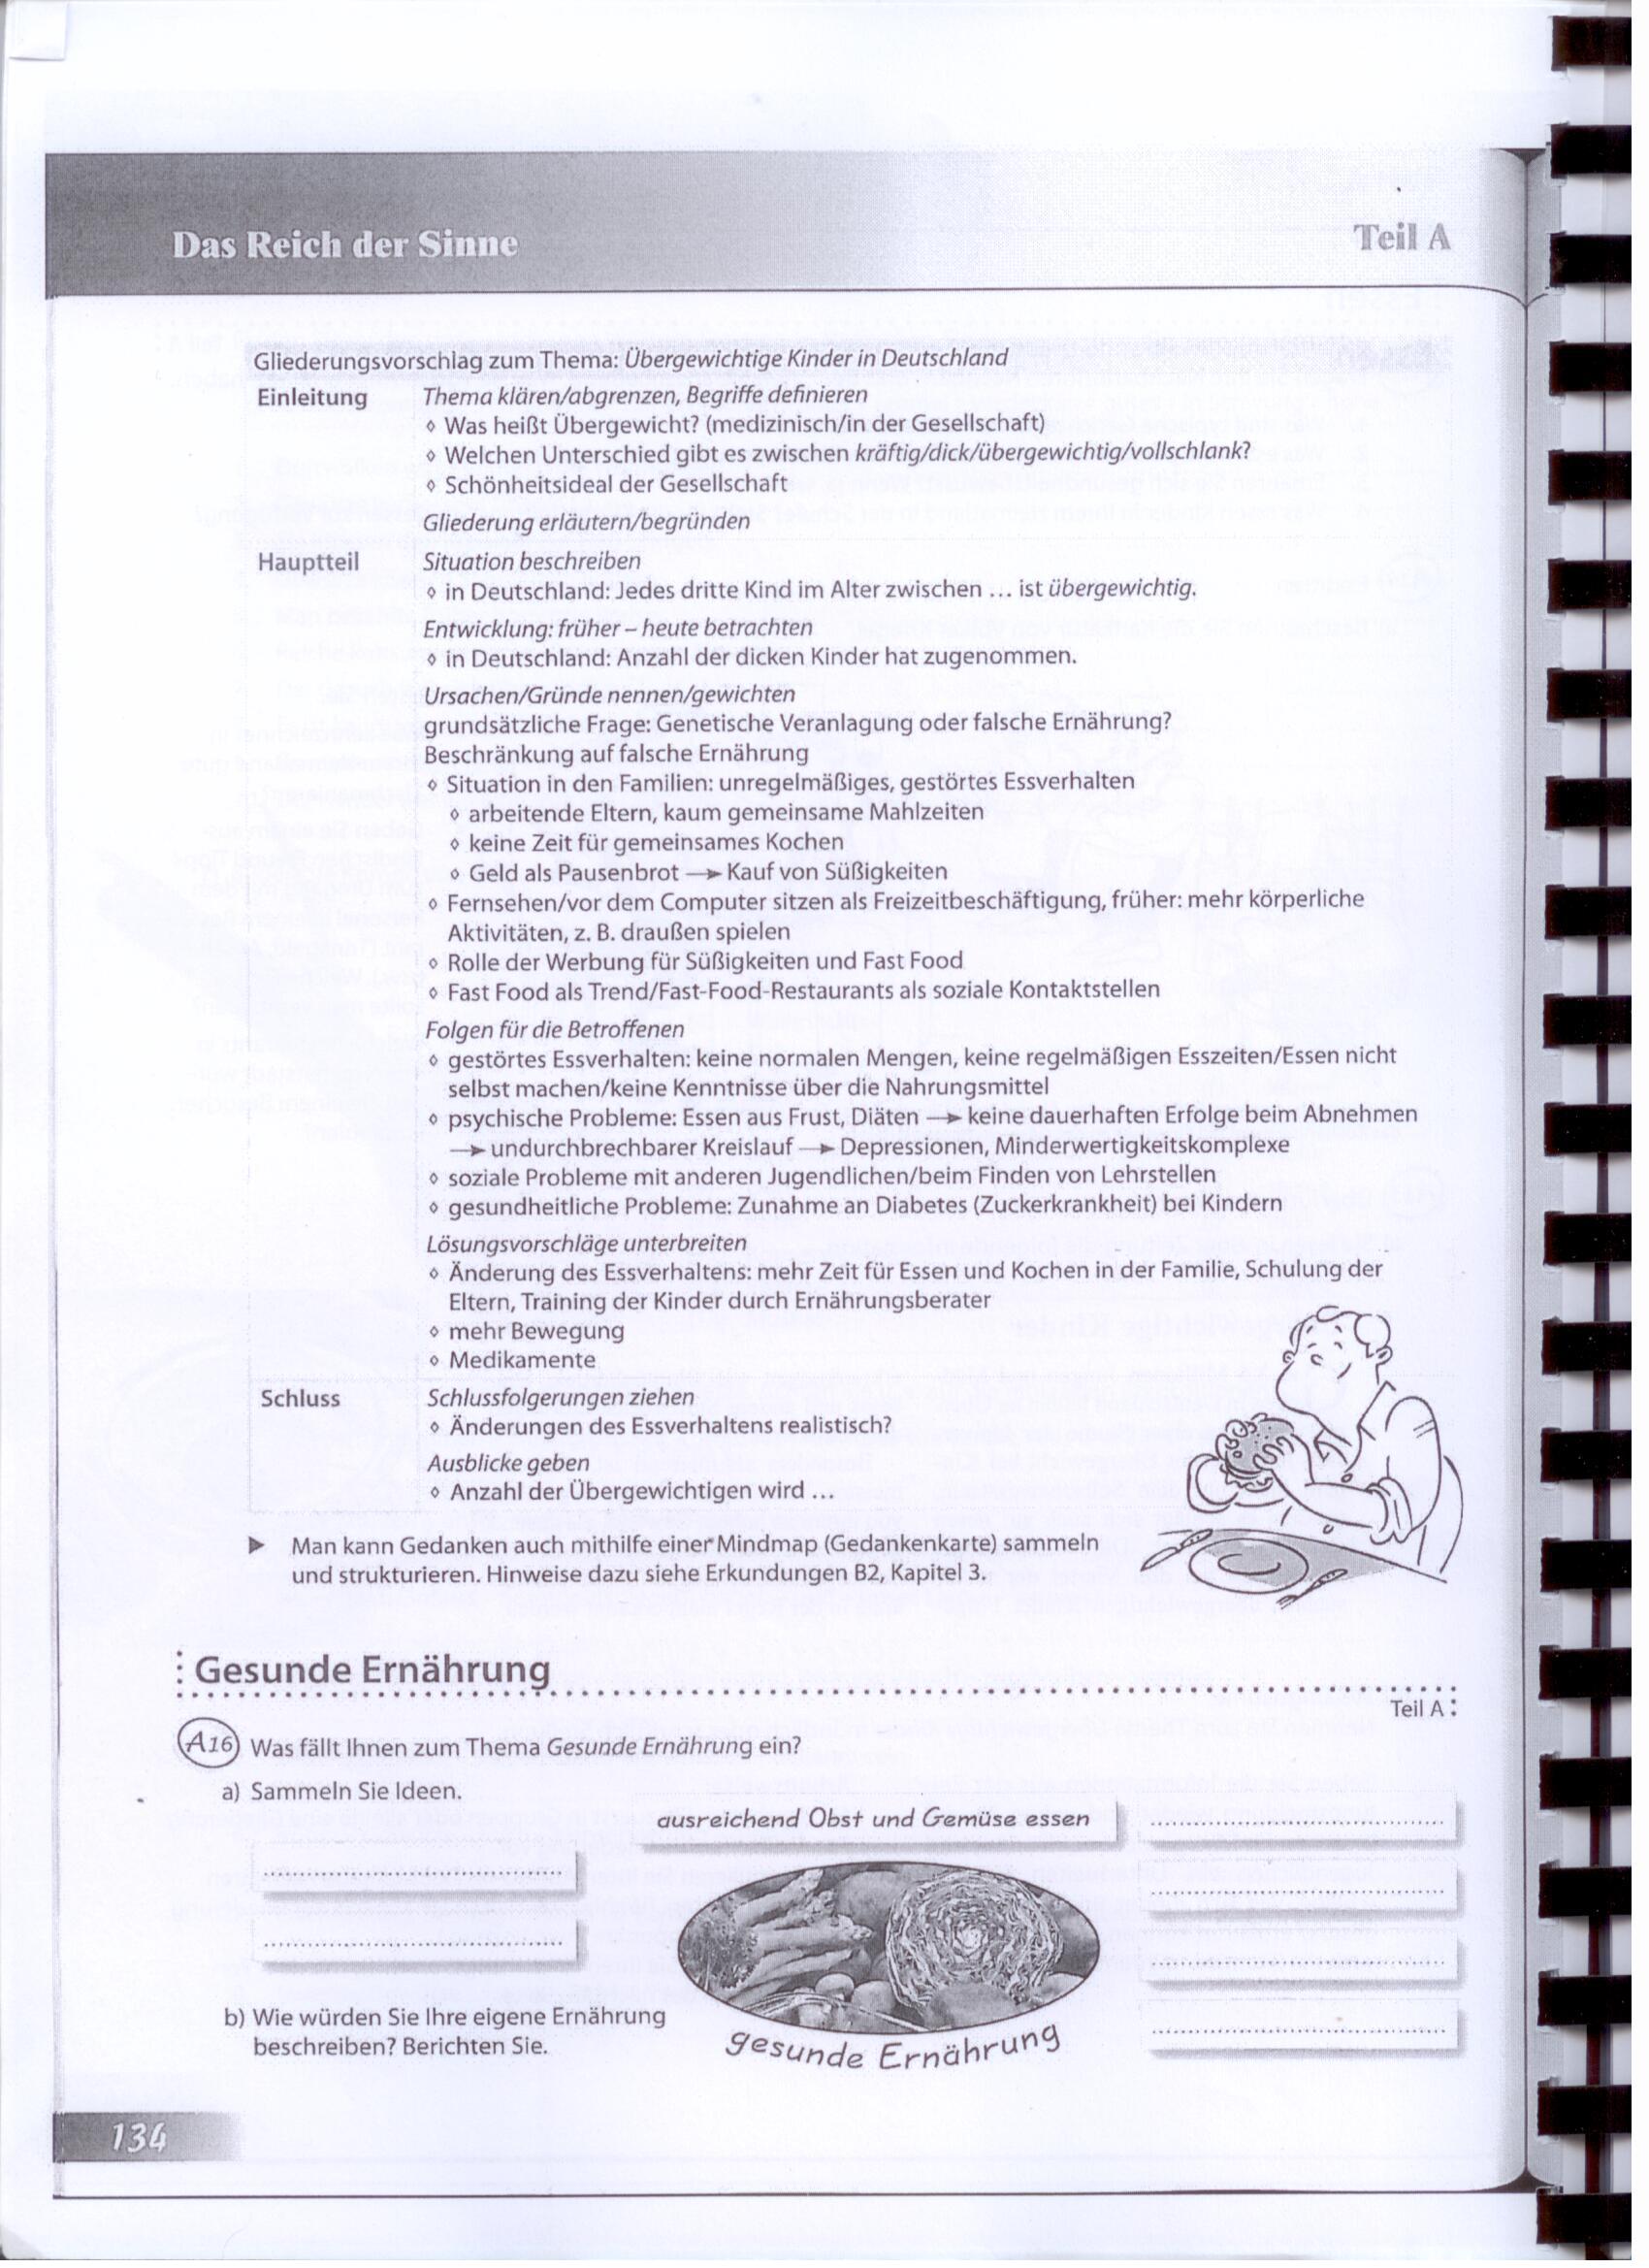 Das Reich der Sinne
Teil A
Gliederungsvorschlag zum Thema: Übergewichtige Kinder in Deutschland
Einleitung
Thema klären/abgrenzen, Begriffe definieren
◊ Was heißt Übergewicht? (medizinisch/in der Gesellschaft)
◊ Welchen Unterschied gibt es zwischen kräftig/dick/übergewichtig/vollschlank?
◊ Schönheitsideal der Gesellschaft
Gliederung erläutern/begründen
Hauptteil
Situation beschreiben
◊ in Deutschland: Jedes dritte Kind im Alter zwischen … ist übergewichtig.
Entwicklung: früher – heute betrachten
◊ in Deutschland: Anzahl der dicken Kinder hat zugenommen.
Ursachen/Gründe nennen/gewichten
grundsätzliche Frage: Genetische Veranlagung oder falsche Ernährung?
Beschränkung auf falsche Ernährung
◊ Situation in den Familien: unregelmäßiges, gestörtes Essverhalten
◊ arbeitende Eltern, kaum gemeinsame Mahlzeiten
◊ keine Zeit für gemeinsames Kochen
◊ Geld als Pausenbrot → Kauf von Süßigkeiten
◊ Fernsehen/vor dem Computer sitzen als Freizeitbeschäftigung, früher: mehr körperliche
Aktivitäten, z. B. draußen spielen
◊ Rolle der Werbung für Süßigkeiten und Fast Food
◊ Fast Food als Trend/Fast-Food-Restaurants als soziale Kontaktstellen
Folgen für die Betroffenen
◊ gestörtes Essverhalten: keine normalen Mengen, keine regelmäßigen Esszeiten/Essen nicht
selbst machen/keine Kenntnisse über die Nahrungsmittel
◊ psychische Probleme: Essen aus Frust, Diäten → keine dauerhaften Erfolge beim Abnehmen
→ undurchbrechbarer Kreislauf → Depressionen, Minderwertigkeitskomplexe
◊ soziale Probleme mit anderen Jugendlichen/beim Finden von Lehrstellen
◊ gesundheitliche Probleme: Zunahme an Diabetes (Zuckerkrankheit) bei Kindern
Lösungsvorschläge unterbreiten
◊ Änderung des Essverhaltens: mehr Zeit für Essen und Kochen in der Familie, Schulung der
Eltern, Training der Kinder durch Ernährungsberater
◊ mehr Bewegung
◊ Medikamente
Schluss
Schlussfolgerungen ziehen
◊ Änderungen des Essverhaltens realistisch?
Ausblicke geben
◊ Anzahl der Übergewichtigen wird …
► Man kann Gedanken auch mithilfe einer Mindmap (Gedankenkarte) sammeln
und strukturieren. Hinweise dazu siehe Erkundungen B2, Kapitel 3.
Gesunde Ernährung
Teil A
A16 Was fällt Ihnen zum Thema Gesunde Ernährung ein?
a) Sammeln Sie Ideen.
ausreichend Obst und Gemüse essen
b) Wie würden Sie Ihre eigene Ernährung
beschreiben? Berichten Sie.
gesunde Ernährung
134